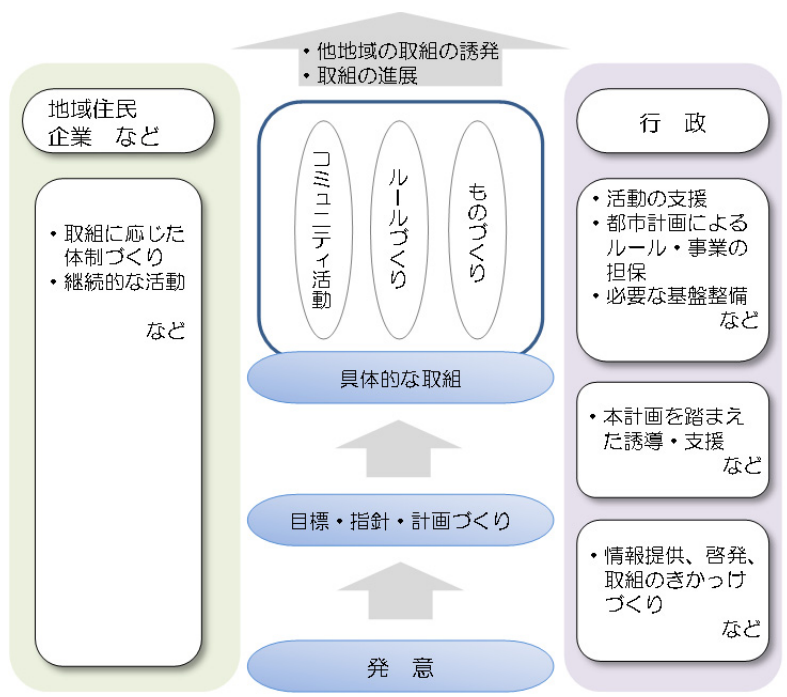 ・他地域の取組の誘発
・取組の進展
地域住民
企業 など
・取組に応じた
体制づくり
・継続的な活動
など
コミュニティ活動
ルールづくり
ものづくり
具体的な取組
目標・指針・計画づくり
発 意
行 政
・活動の支援
・都市計画による
ルール・事業の
担保
・必要な基盤整備
など
・本計画を踏まえ
た誘導・支援
など
・情報提供、啓発、
取組のきかっけ
づくり
など